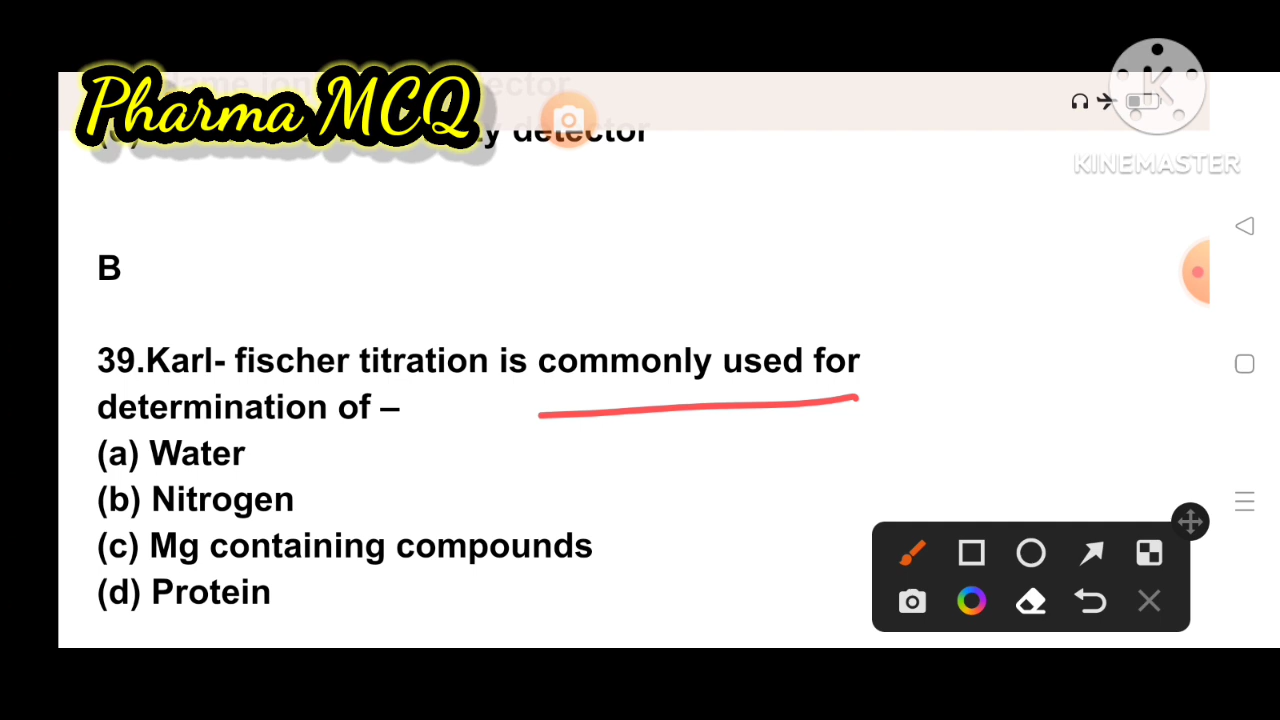 Pharma MCQ
detector
KINEMASTER
B
39.Karl- fischer titration is commonly used for
determination of –
(a) Water
(b) Nitrogen
(c) Mg containing compounds
(d) Protein